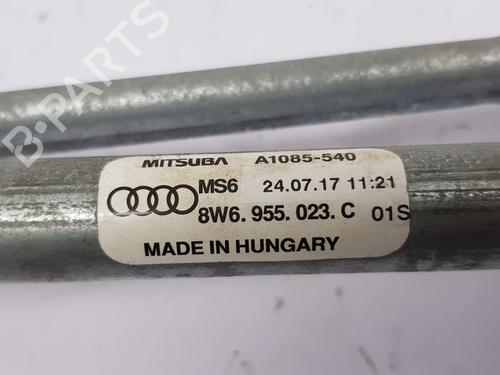 B-PARTS
MITSUBA A1085-540
MS6 24.07.17 11:21
8W6. 955. 023. C 01S
MADE IN HUNGARY